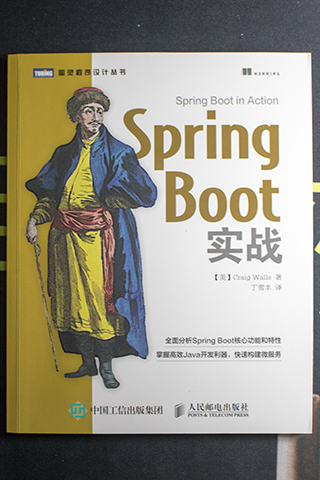 TURING 图灵程序设计丛书
MANNING
Spring Boot in Action
Spring
Boot
实战
【美】Craig Walls 著
丁雪丰 译
全面分析Spring Boot核心功能和特性
掌握高效Java开发利器，快速构建微服务
中国工信出版集团
人民邮电出版社
POSTS & TELECOM PRESS